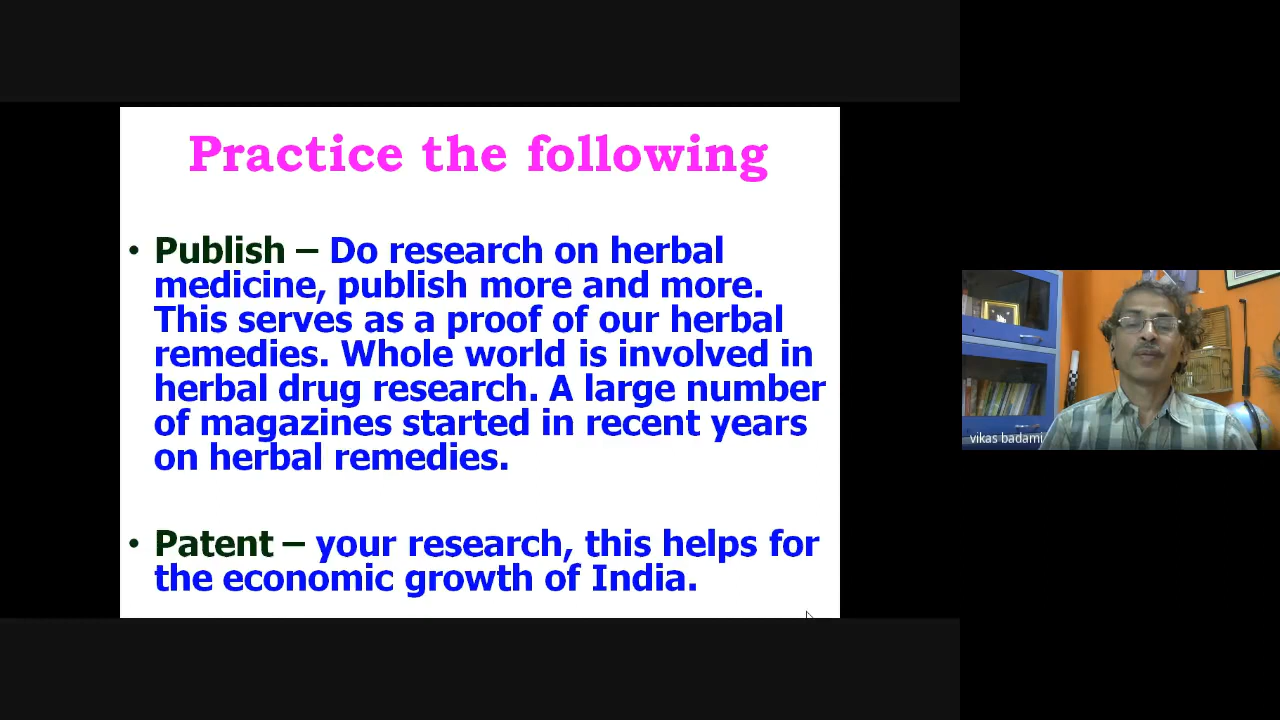 Practice the following
• Publish – Do research on herbal
medicine, publish more and more.
This serves as a proof of our herbal
remedies. Whole world is involved in
herbal drug research. A large number
of magazines started in recent years
on herbal remedies.
• Patent – your research, this helps for
the economic growth of India.
vikas badami